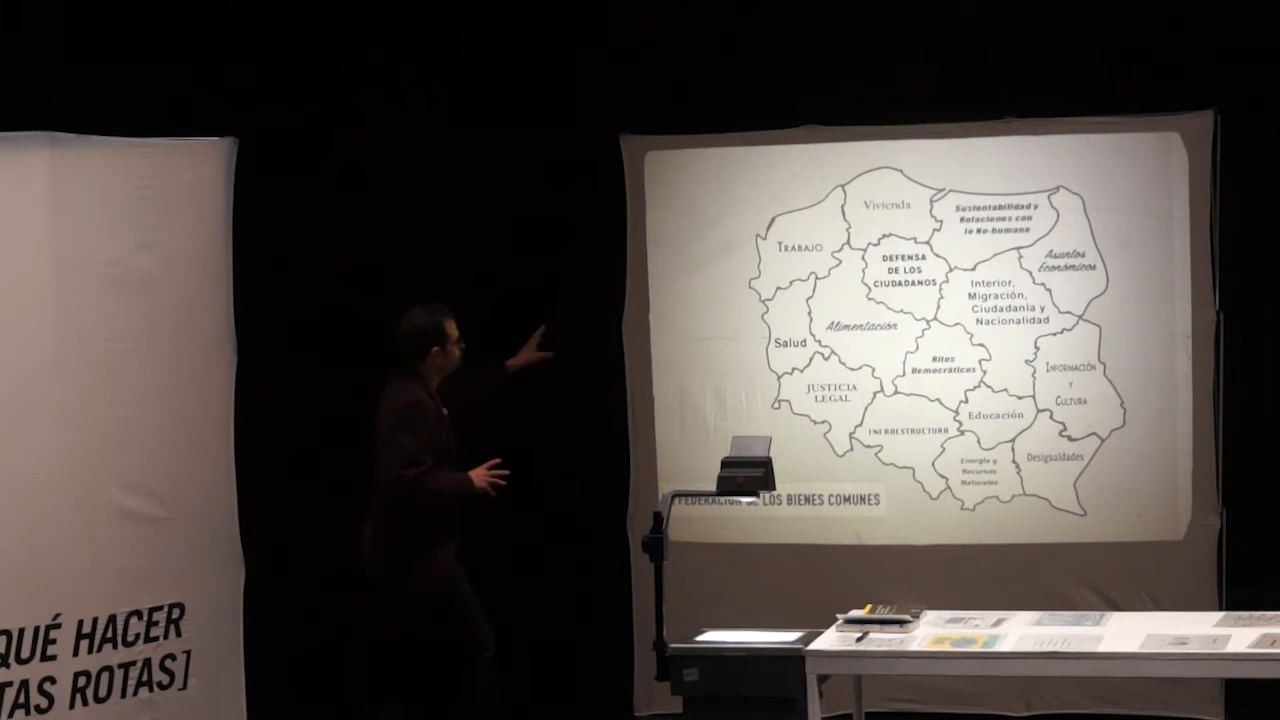 QUÉ HACER
TAS ROTAS]
Vivienda
Sustentabilidad y
Relaciones con
lo No-humano
TRABAJO
DEFENSA
DE LOS
CIUDADANOS
Asuntos
Económicos
Interior,
Migración,
Ciudadanía y
Nacionalidad
Alimentación
Salud
Ritos
Democráticos
INFORMACIÓN
Y
CULTURA
JUSTICIA
LEGAL
Educación
INFRAESTRUCTURA
Energía y
Recursos
Naturales
Desigualdades
FEDERACIÓN DE LOS BIENES COMUNES